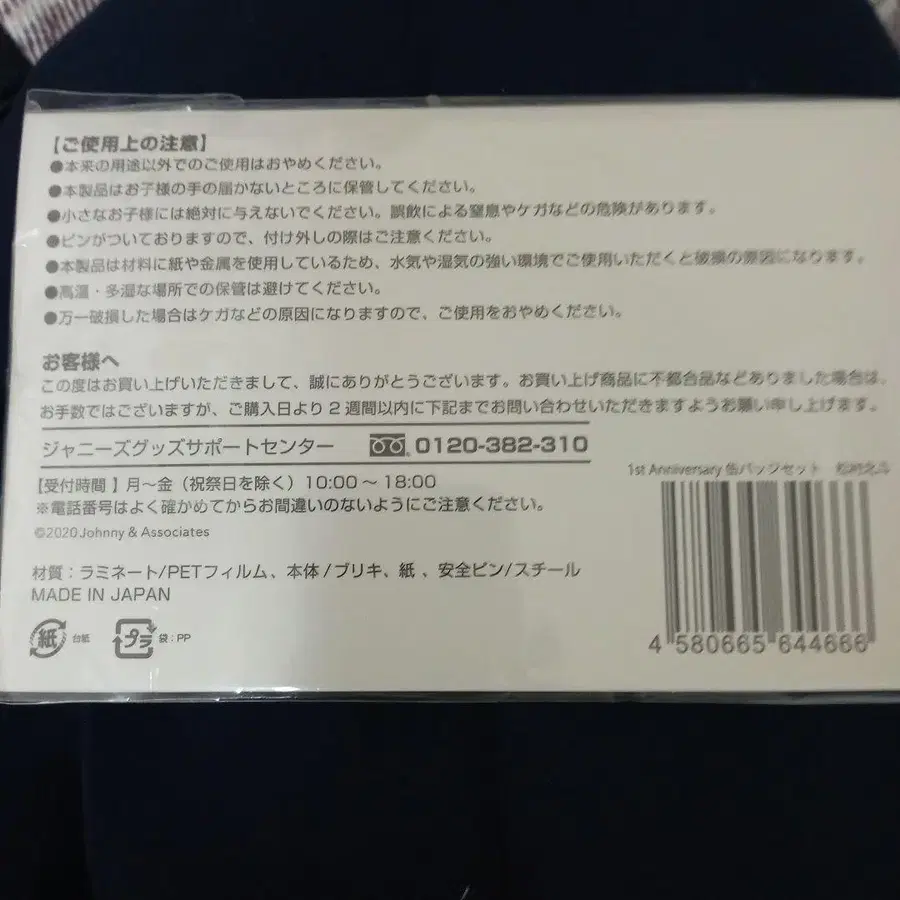 【ご使用上の注意】
●本来の用途以外でのご使用はおやめください。
●本製品はお子様の手の届かないところに保管してください。
●小さなお子様には絶対に与えないでください。誤飲による窒息やケガなどの危険があります。
●ピンがついておりますので、付け外しの際はご注意ください。
●本製品は材料に紙や金属を使用しているため、水気や湿気の強い環境でご使用いただくと破損の原因になります。
●高温・多湿な場所での保管は避けてください。
●万一破損した場合はケガなどの原因になりますので、ご使用をおやめください。
お客様へ
この度はお買い上げいただきまして、誠にありがとうございます。お買い上げ商品に不都合品などありました場合は、
お手数ではございますが、ご購入日より2週間以内に下記までお問い合わせいただきますようお願い申し上げます。
ジャニーズグッズサポートセンター 0120-382-310
【受付時間】月～金（祝祭日を除く）10:00～18:00
※電話番号はよく確かめてからお間違いのないようにご注意ください。
©2020 Johnny & Associates
1st Anniversary 缶バッジセット 松村北斗
材質：ラミネート/PETフィルム、本体/ブリキ、紙、安全ピン/スチール
MADE IN JAPAN
紙 台紙 プラ 袋：PP
4 580665 644666